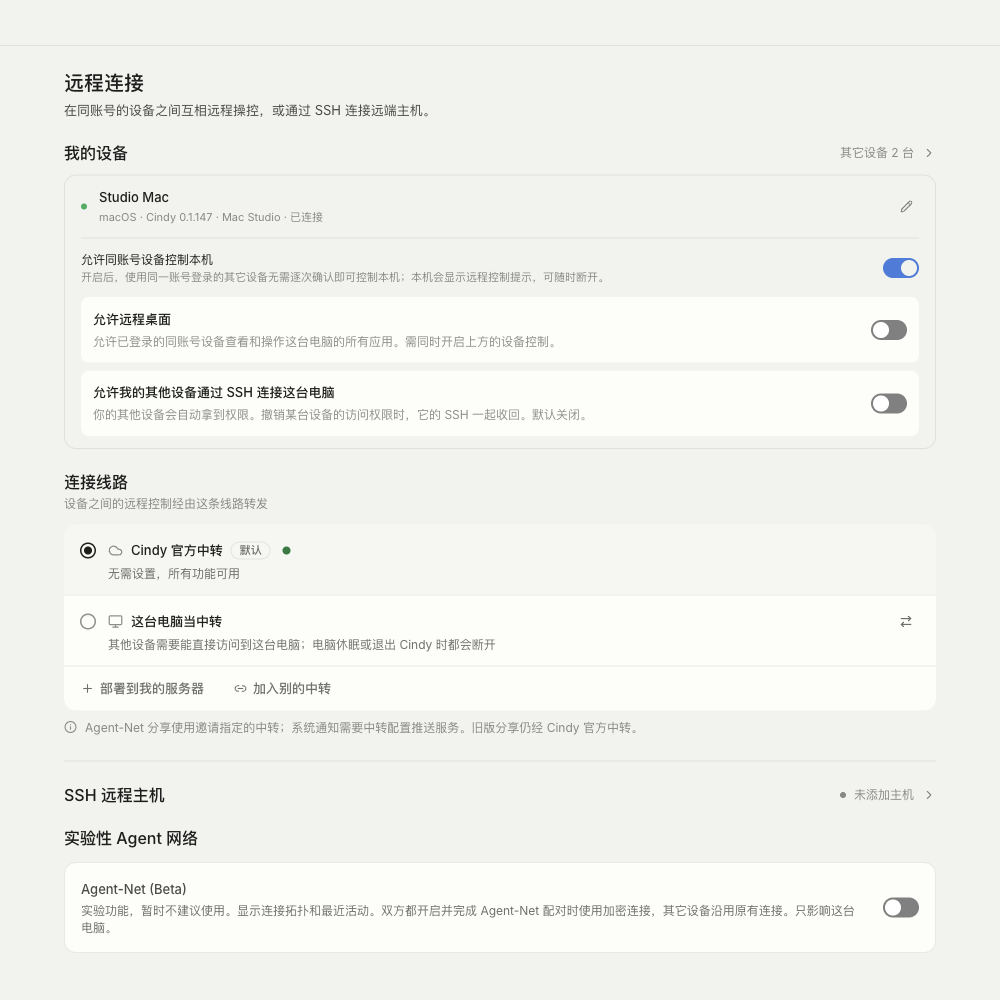 远程连接
在同账号的设备之间互相远程操控，或通过 SSH 连接远端主机。
我的设备
其它设备 2 台
Studio Mac
macOS · Cindy 0.1.147 · Mac Studio · 已连接
允许同账号设备控制本机
开启后，使用同一账号登录的其它设备无需逐次确认即可控制本机；本机会显示远程控制提示，可随时断开。
允许远程桌面
允许已登录的同账号设备查看和操作这台电脑的所有应用。需同时开启上方的设备控制。
允许我的其他设备通过 SSH 连接这台电脑
你的其他设备会自动拿到权限。撤销某台设备的访问权限时，它的 SSH 一起收回。默认关闭。
连接线路
设备之间的远程控制经由这条线路转发
Cindy 官方中转 默认
无需设置，所有功能可用
这台电脑当中转
其他设备需要能直接访问到这台电脑；电脑休眠或退出 Cindy 时都会断开
部署到我的服务器 加入别的中转
Agent-Net 分享使用邀请指定的中转；系统通知需要中转配置推送服务。旧版分享仍经 Cindy 官方中转。
SSH 远程主机
未添加主机
实验性 Agent 网络
Agent-Net (Beta)
实验功能，暂时不建议使用。显示连接拓扑和最近活动。双方都开启并完成 Agent-Net 配对时使用加密连接，其它设备沿用原有连接。只影响这台
电脑。